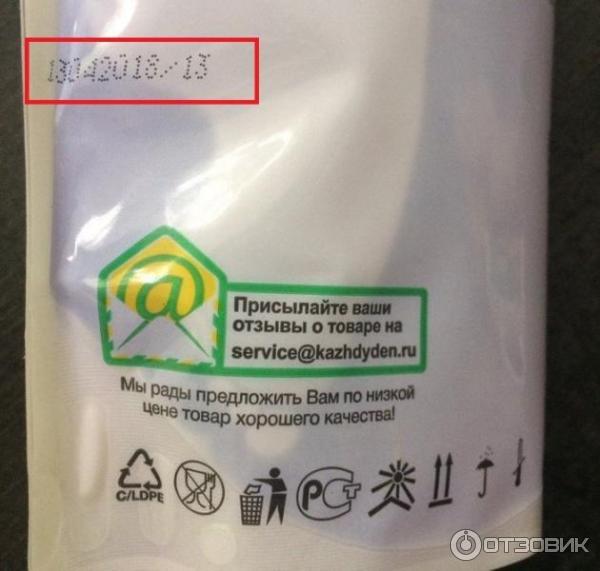 13042018/13
Присылайте ваши
отзывы о товаре на
service@kazhdyden.ru
Мы рады предложить Вам по низкой
цене товар хорошего качества!
C/LDPE
РСТ
ОТЗОВИК